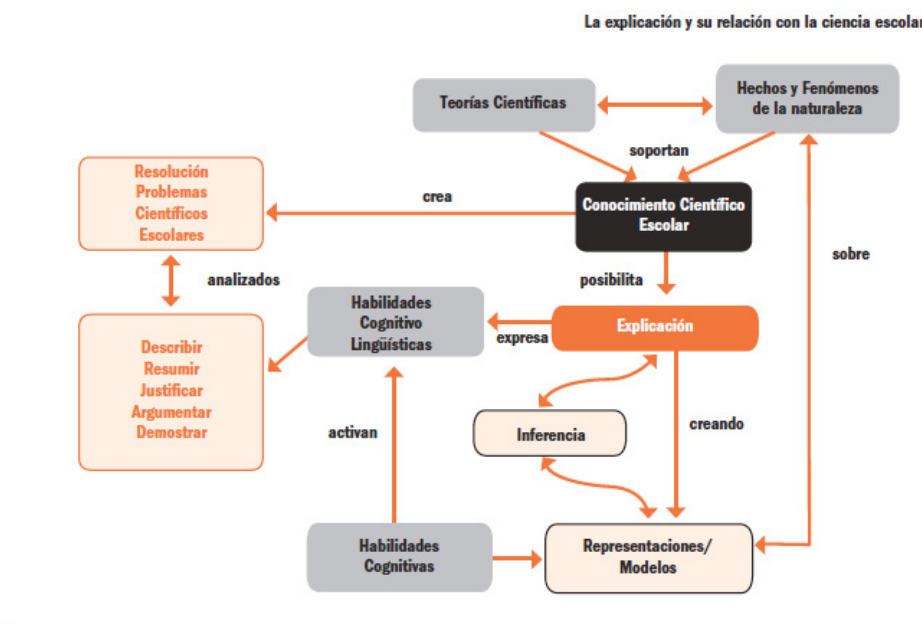 La explicación y su relación con la ciencia escolar
Teorías Científicas
Hechos y Fenómenos
de la naturaleza
soportan
Resolución
Problemas
Científicos
Escolares
crea
Conocimiento Científico
Escolar
sobre
analizados
posibilita
Habilidades
Cognitivo
Lingüísticas
expresa
Explicación
Describir
Resumir
Justificar
Argumentar
Demostrar
activan
Inferencia
creando
Habilidades
Cognitivas
Representaciones/
Modelos